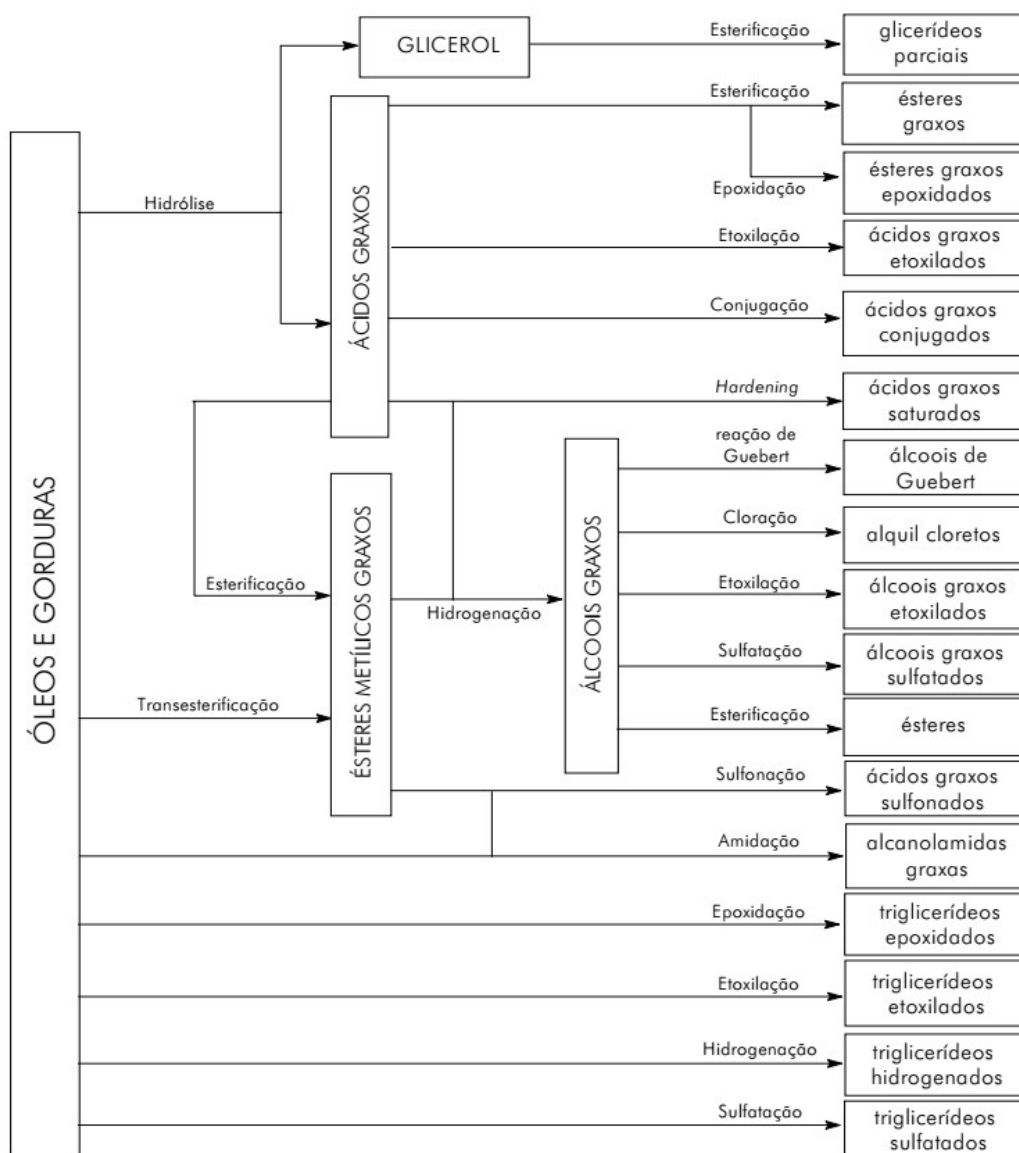 GLICEROL
Esterificação
glicerídeos
parciais
Esterificação
ésteres
graxos
Epoxidação
ésteres graxos
epoxidados
Hidrólise
ÁCIDOS GRAXOS
Etoxilação
ácidos graxos
etoxilados
Conjugação
ácidos graxos
conjugados
Hardening
ácidos graxos
saturados
ÓLEOS E GORDURAS
Esterificação
Transesterificação
ÉSTERES METÍLICOS GRAXOS
Hidrogenação
ÁLCOOIS GRAXOS
reação de
Guebert
álcoois de
Guebert
Cloração
alquil cloretos
Etoxilação
álcoois graxos
etoxilados
Sulfatação
álcoois graxos
sulfatados
Esterificação
ésteres
Sulfonação
ácidos graxos
sulfonados
Amidação
alcanolamidas
graxas
Epoxidação
triglicerídeos
epoxidados
Etoxilação
triglicerídeos
etoxilados
Hidrogenação
triglicerídeos
hidrogenados
Sulfatação
triglicerídeos
sulfatados